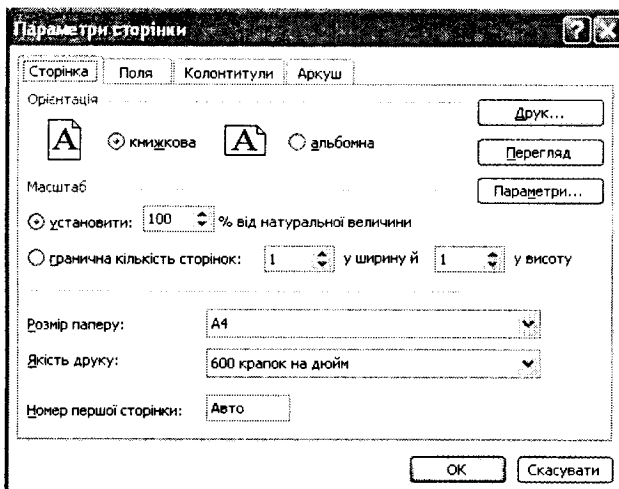 Параметри сторінки
Сторінка Поля Колонтитули Аркуш
Орієнтація
А книжкова А альбомна
Друк...
Перегляд
Масштаб
Параметри...
установити: 100 % від натуральної величини
гранична кількість сторінок: 1 у ширину й 1 у висоту
Розмір паперу: А4
Якість друку: 600 крапок на дюйм
Номер першої сторінки: Авто
ОК Скасувати